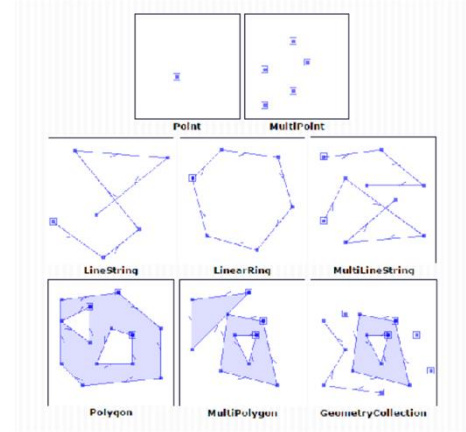 Point MultiPoint
LineString LinearRing MultiLineString
Polygon MultiPolygon GeometryCollection